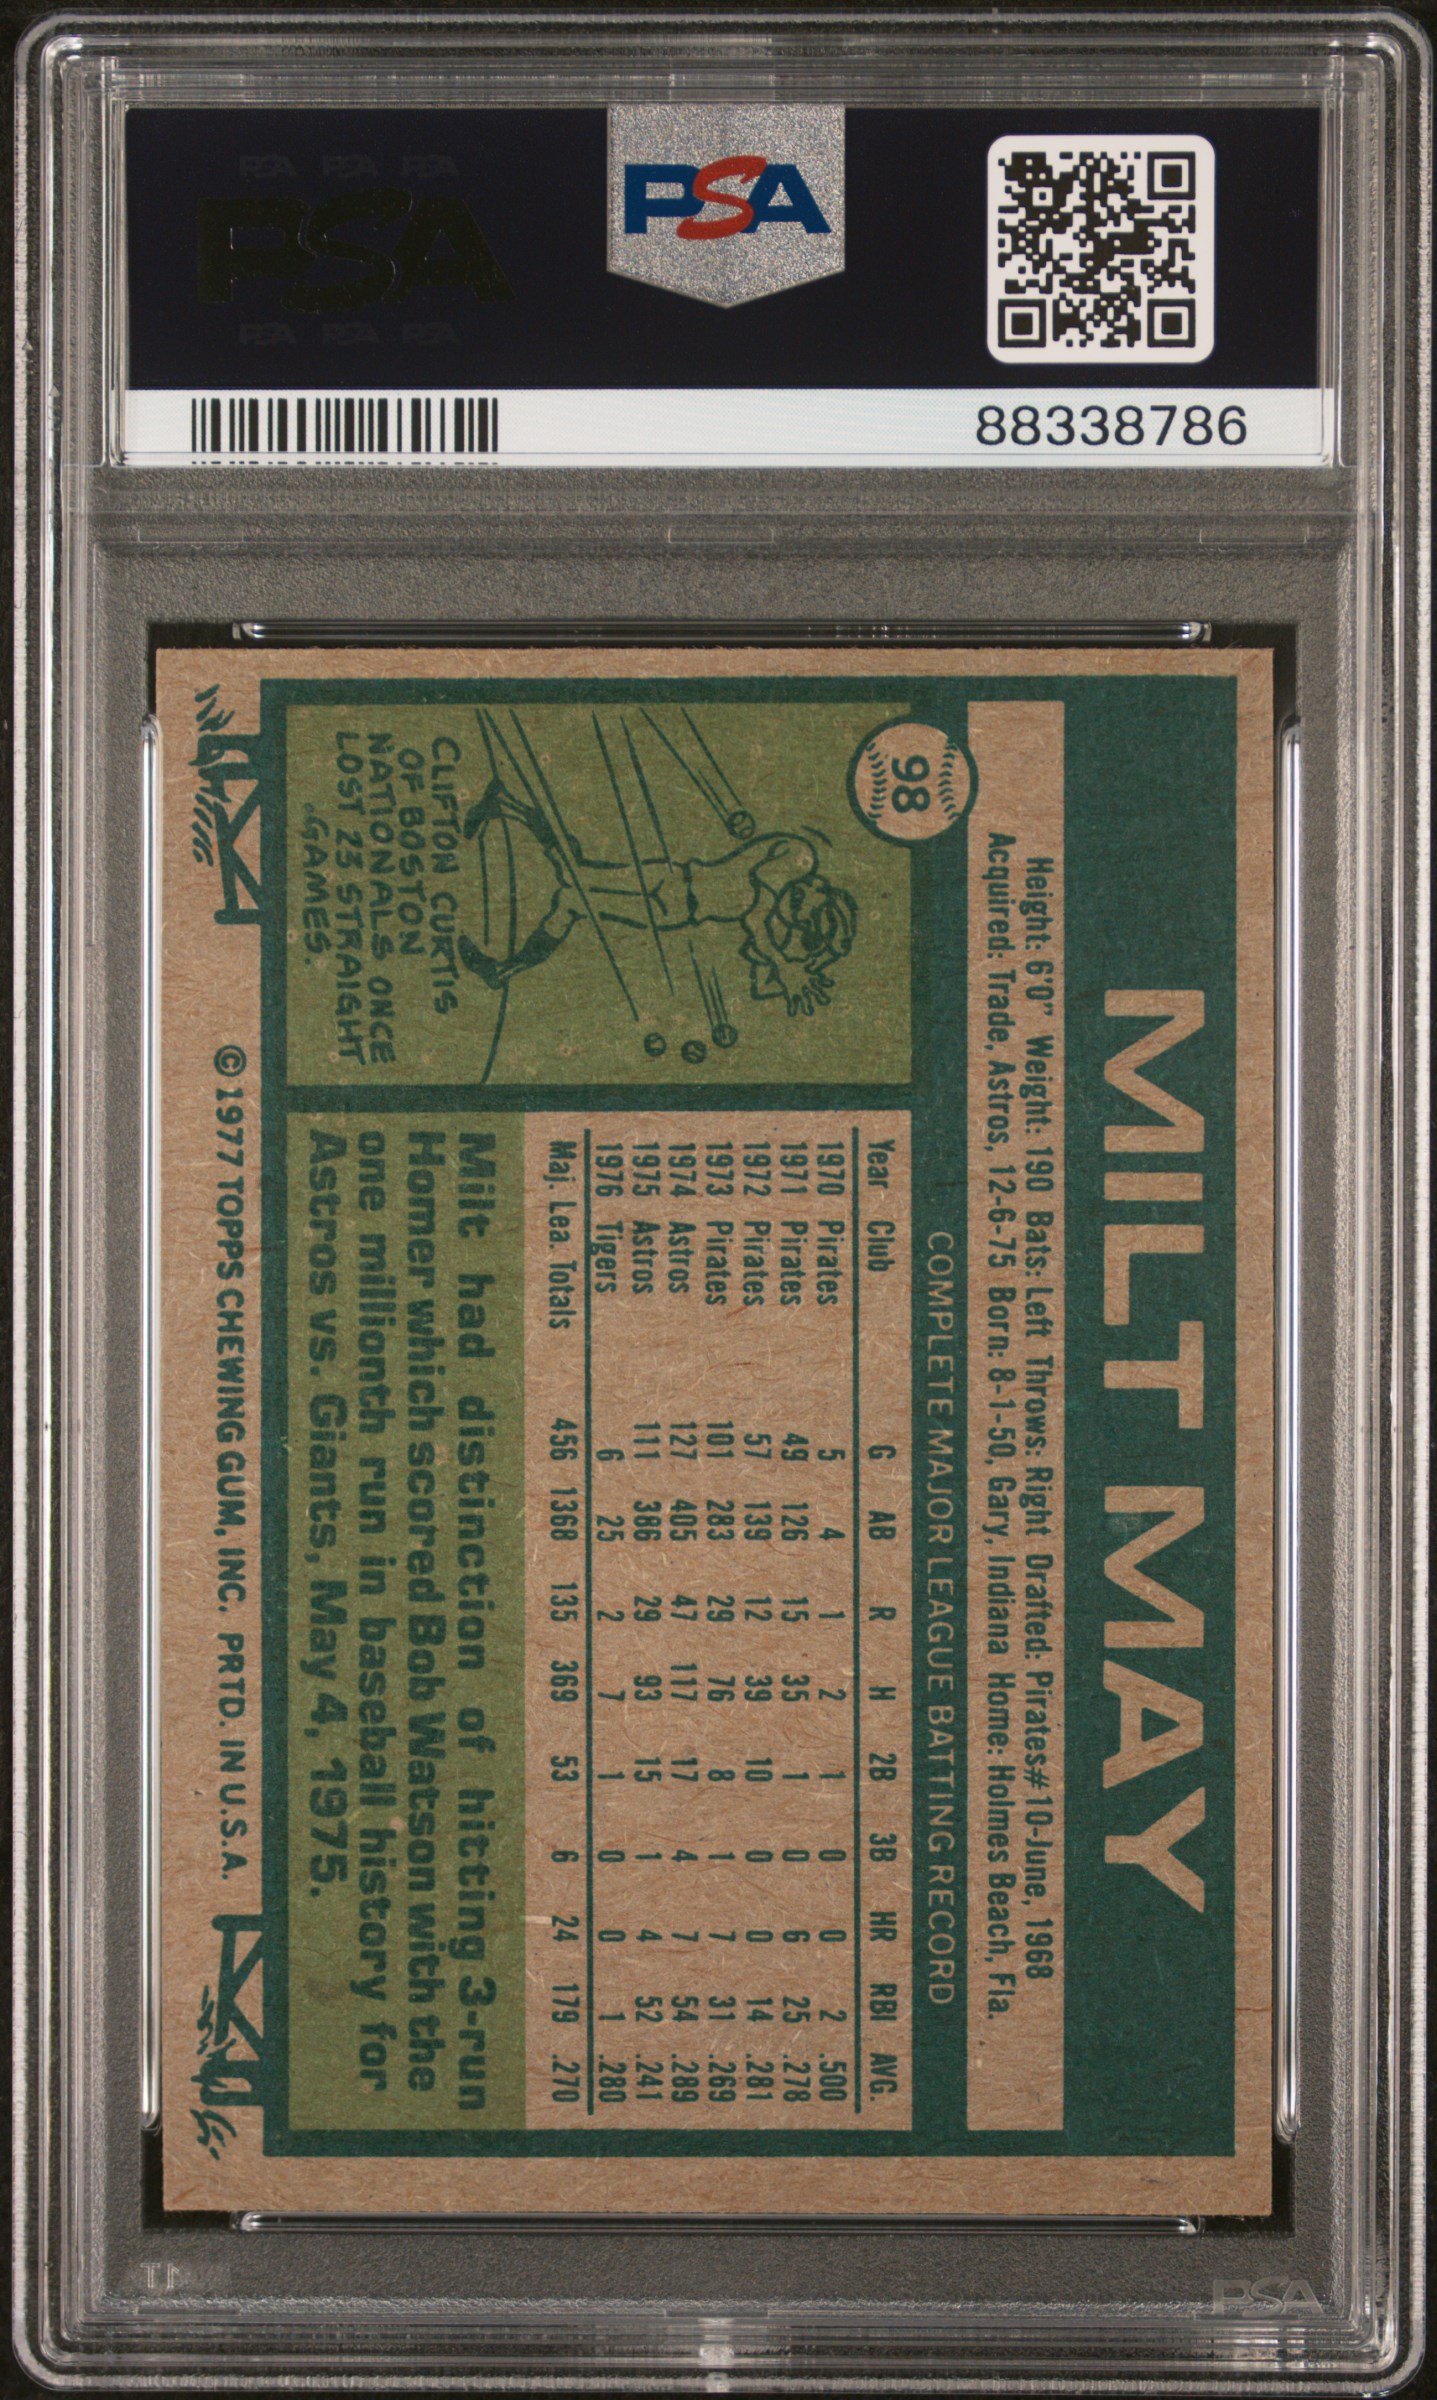 PSA PSA PSA
PSA
PSA PSA PSA
PSA
88338786
MILT MAY
Height: 6'0" Weight: 190 Bats: Left Throws: Right Drafted: Pirates#10-June, 1968
Acquired: Trade, Astros, 12-6-75 Born: 8-1-50, Gary, Indiana Home: Holmes Beach, Fla.
98
COMPLETE MAJOR LEAGUE BATTING RECORD
Year Club G AB R H 2B 3B HR RBI AVG.
1970 Pirates 5 4 1 2 1 0 0 2 .500
1971 Pirates 49 126 15 35 1 0 6 25 .278
1972 Pirates 57 139 12 39 10 0 0 14 .281
1973 Pirates 101 283 29 76 8 1 7 31 .269
1974 Astros 127 405 47 117 17 4 7 54 .289
1975 Astros 111 386 29 93 15 1 4 52 .241
1976 Tigers 6 25 2 7 1 0 0 1 .280
Maj. Lea. Totals 456 1368 135 369 53 6 24 179 .270
CLIFTON CURTIS
OF BOSTON
NATIONALS ONCE
LOST 23 STRAIGHT
GAMES.
Milt had distinction of hitting 3-run
Homer which scored Bob Watson with the
one millionth run in baseball history for
Astros vs. Giants, May 4, 1975.
©1977 TOPPS CHEWING GUM, INC. PRTD. IN U.S.A.
PSA